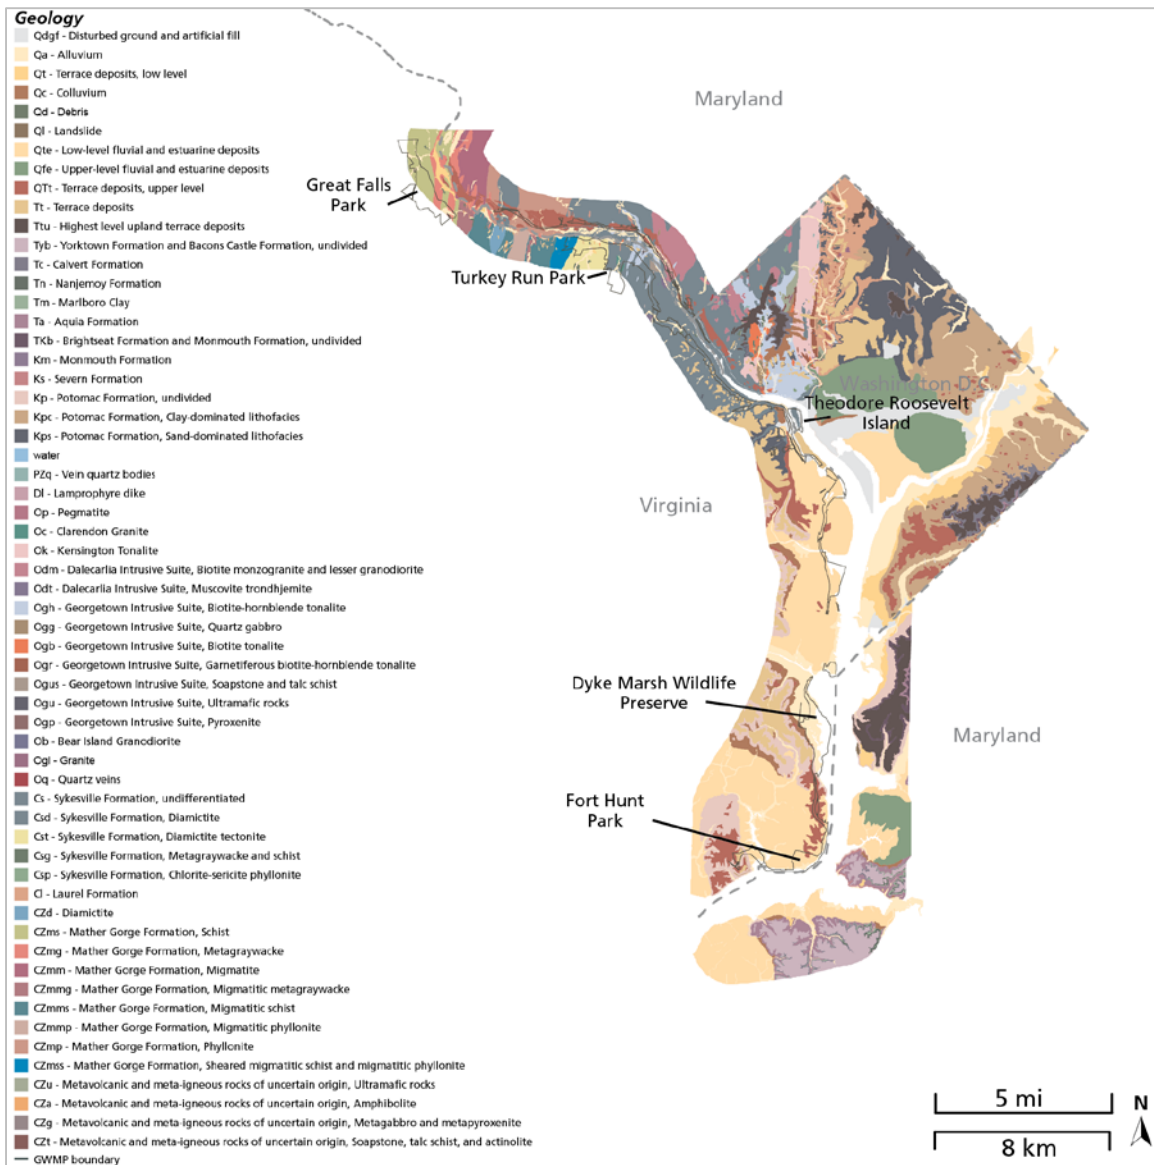 Geology
Qdgf - Disturbed ground and artificial fill
Qa - Alluvium
Qt - Terrace deposits, low level
Qc - Colluvium
Qd - Debris
Ql - Landslide
Qte - Low-level fluvial and estuarine deposits
Qfe - Upper-level fluvial and estuarine deposits
QTt - Terrace deposits, upper level
Tt - Terrace deposits
Ttu - Highest level upland terrace deposits
Tyb - Yorktown Formation and Bacons Castle Formation, undivided
Tc - Calvert Formation
Tn - Nanjemoy Formation
Tm - Marlboro Clay
Ta - Aquia Formation
TKb - Brightseat Formation and Monmouth Formation, undivided
Km - Monmouth Formation
Ks - Severn Formation
Kp - Potomac Formation, undivided
Kpc - Potomac Formation, Clay-dominated lithofacies
Kps - Potomac Formation, Sand-dominated lithofacies
water
PZq - Vein quartz bodies
Dl - Lamprophyre dike
Op - Pegmatite
Oc - Clarendon Granite
Ok - Kensington Tonalite
Odm - Dalecarlia Intrusive Suite, Biotite monzogranite and lesser granodiorite
Odt - Dalecarlia Intrusive Suite, Muscovite trondhjemite
Ogh - Georgetown Intrusive Suite, Biotite-hornblende tonalite
Ogg - Georgetown Intrusive Suite, Quartz gabbro
Ogb - Georgetown Intrusive Suite, Biotite tonalite
Ogr - Georgetown Intrusive Suite, Garnetiferous biotite-hornblende tonalite
Ogus - Georgetown Intrusive Suite, Soapstone and talc schist
Ogu - Georgetown Intrusive Suite, Ultramafic rocks
Ogp - Georgetown Intrusive Suite, Pyroxenite
Ob - Bear Island Granodiorite
Ogl - Granite
Oq - Quartz veins
Cs - Sykesville Formation, undifferentiated
Csd - Sykesville Formation, Diamictite
Cst - Sykesville Formation, Diamictite tectonite
Csg - Sykesville Formation, Metagraywacke and schist
Csp - Sykesville Formation, Chlorite-sericite phyllonite
Cl - Laurel Formation
CZd - Diamictite
CZms - Mather Gorge Formation, Schist
CZmg - Mather Gorge Formation, Metagraywacke
CZmm - Mather Gorge Formation, Migmatite
CZmmg - Mather Gorge Formation, Migmatitic metagraywacke
CZmms - Mather Gorge Formation, Migmatitic schist
CZmmp - Mather Gorge Formation, Migmatitic phyllonite
CZmp - Mather Gorge Formation, Phyllonite
CZmss - Mather Gorge Formation, Sheared migmatitic schist and migmatitic phyllonite
CZu - Metavolcanic and meta-igneous rocks of uncertain origin, Ultramafic rocks
CZa - Metavolcanic and meta-igneous rocks of uncertain origin, Amphibolite
CZg - Metavolcanic and meta-igneous rocks of uncertain origin, Metagabbro and metapyroxenite
CZt - Metavolcanic and meta-igneous rocks of uncertain origin, Soapstone, talc schist, and actinolite
GWMP boundary
Maryland
Great Falls
Park
Turkey Run Park
Washington D.C.
Theodore Roosevelt
Island
Virginia
Dyke Marsh Wildlife
Preserve
Maryland
Fort Hunt
Park
5 mi
8 km
N